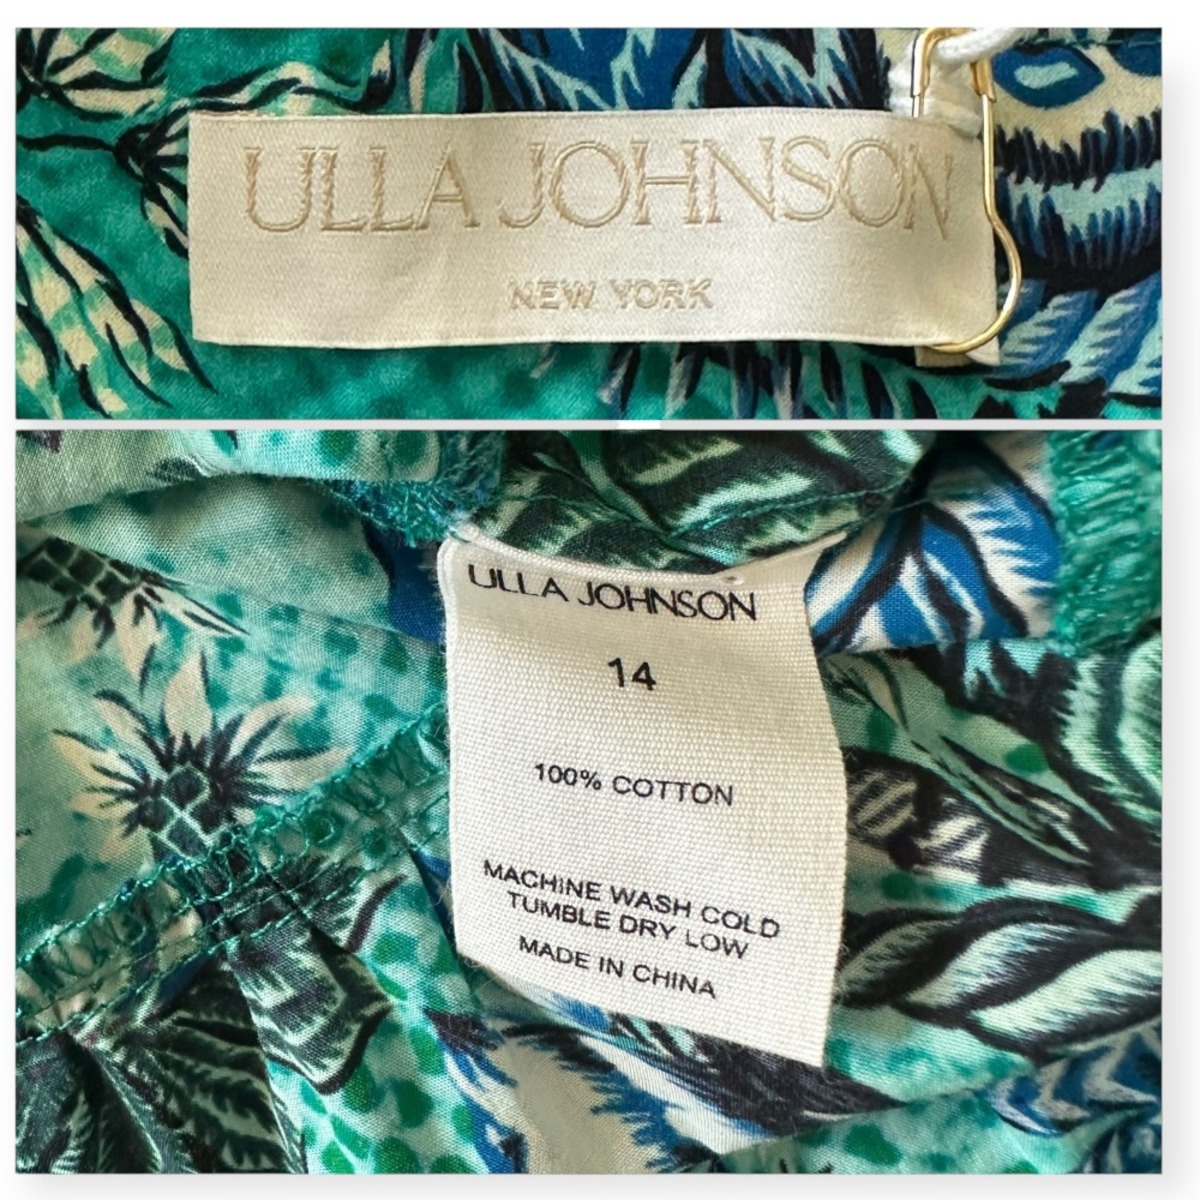 ULLA JOHNSON
NEW YORK
ULLA JOHNSON
14
100% COTTON
MACHINE WASH COLD
TUMBLE DRY LOW
MADE IN CHINA